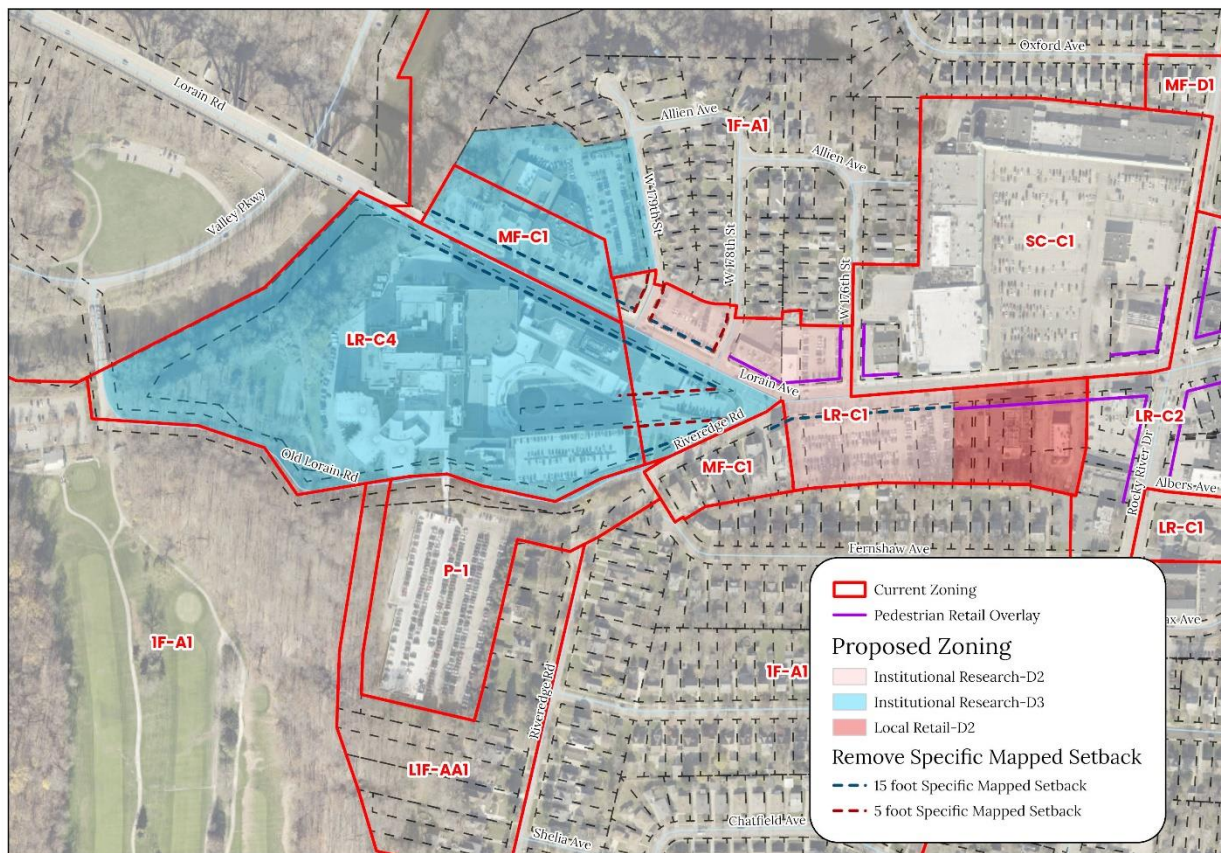 Oxford Ave
MF-D1
Lorain Rd
Allien Ave
1F-A1
Allien Ave
W 179th St
Valley Pkwy
MF-C1
W 178th St
SC-C1
W 176th St
LR-C4
Lorain Ave
LR-C1
LR-C2
Riveredge Rd
MF-C1
Rocky River Dr
Old Lorain Rd
Albers Ave
LR-C1
Fernshaw Ave
P-1
1F-A1
1F-A1
Riveredge Rd
L1F-AA1
Chatfield Ave
Shelia Ave
Current Zoning
Pedestrian Retail Overlay
Proposed Zoning
Institutional Research-D2
Institutional Research-D3
Local Retail-D2
Remove Specific Mapped Setback
15 foot Specific Mapped Setback
5 foot Specific Mapped Setback